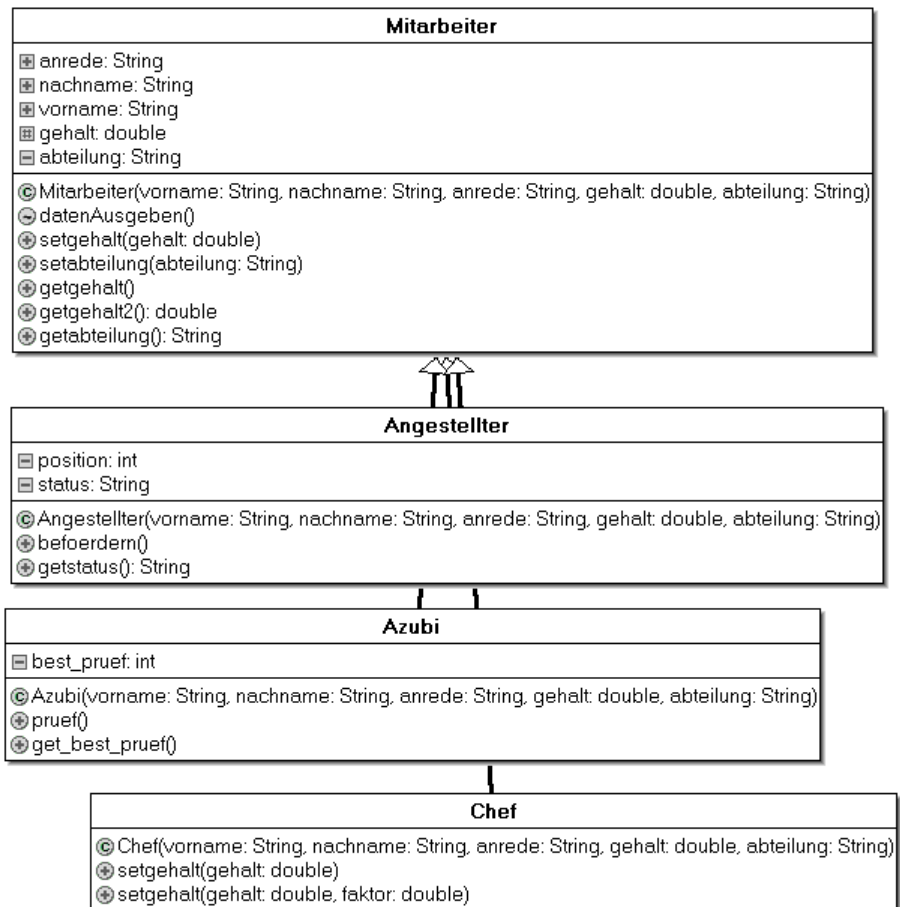 Mitarbeiter
anrede: String
nachname: String
vorname: String
gehalt: double
abteilung: String
Mitarbeiter(vorname: String, nachname: String, anrede: String, gehalt: double, abteilung: String)
datenAusgeben()
setgehalt(gehalt: double)
setabteilung(abteilung: String)
getgehalt()
getgehalt2(): double
getabteilung(): String
Angestellter
position: int
status: String
Angestellter(vorname: String, nachname: String, anrede: String, gehalt: double, abteilung: String)
befoerdern()
getstatus(): String
Azubi
best_pruef: int
Azubi(vorname: String, nachname: String, anrede: String, gehalt: double, abteilung: String)
pruef()
get_best_pruef()
Chef
Chef(vorname: String, nachname: String, anrede: String, gehalt: double, abteilung: String)
setgehalt(gehalt: double)
setgehalt(gehalt: double, faktor: double)